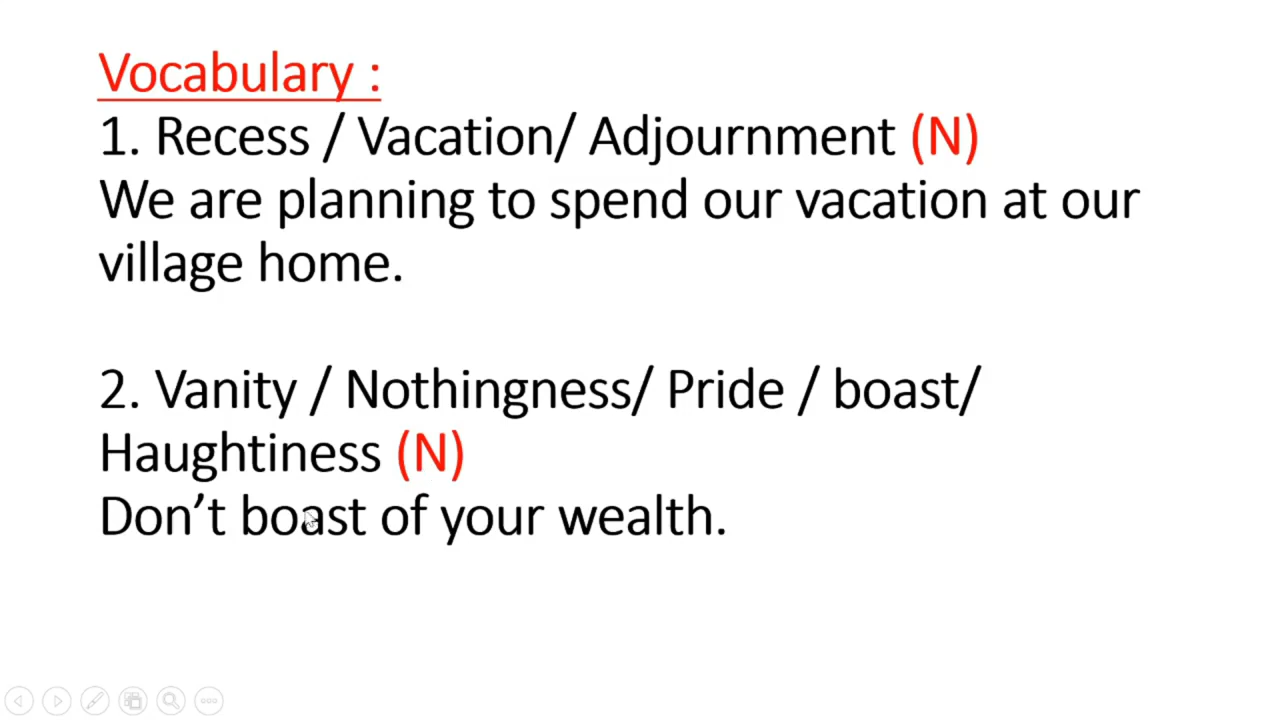 Vocabulary :
1. Recess / Vacation/ Adjournment (N)
We are planning to spend our vacation at our
village home.
2. Vanity / Nothingness/ Pride / boast/
Haughtiness (N)
Don’t boast of your wealth.